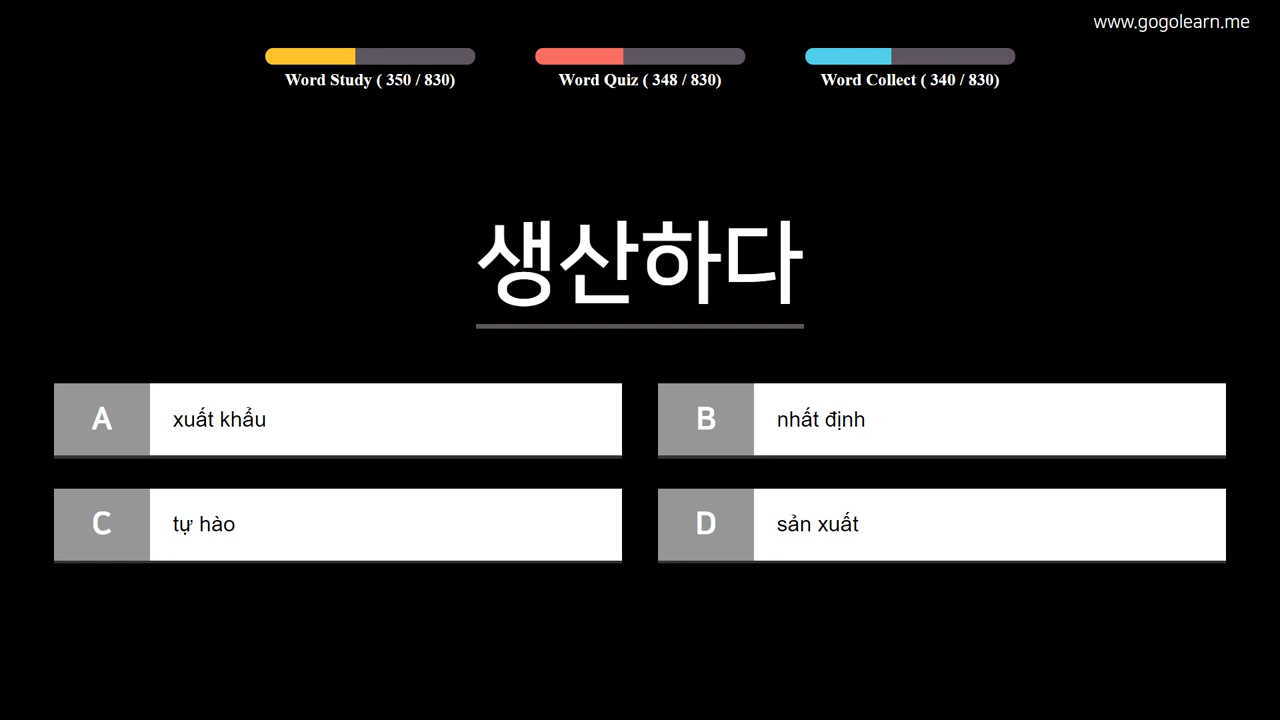 www.gogolearn.me
Word Study ( 350 / 830)
Word Quiz ( 348 / 830)
Word Collect ( 340 / 830)
생산하다
A xuất khẩu
B nhất định
C tự hào
D sản xuất